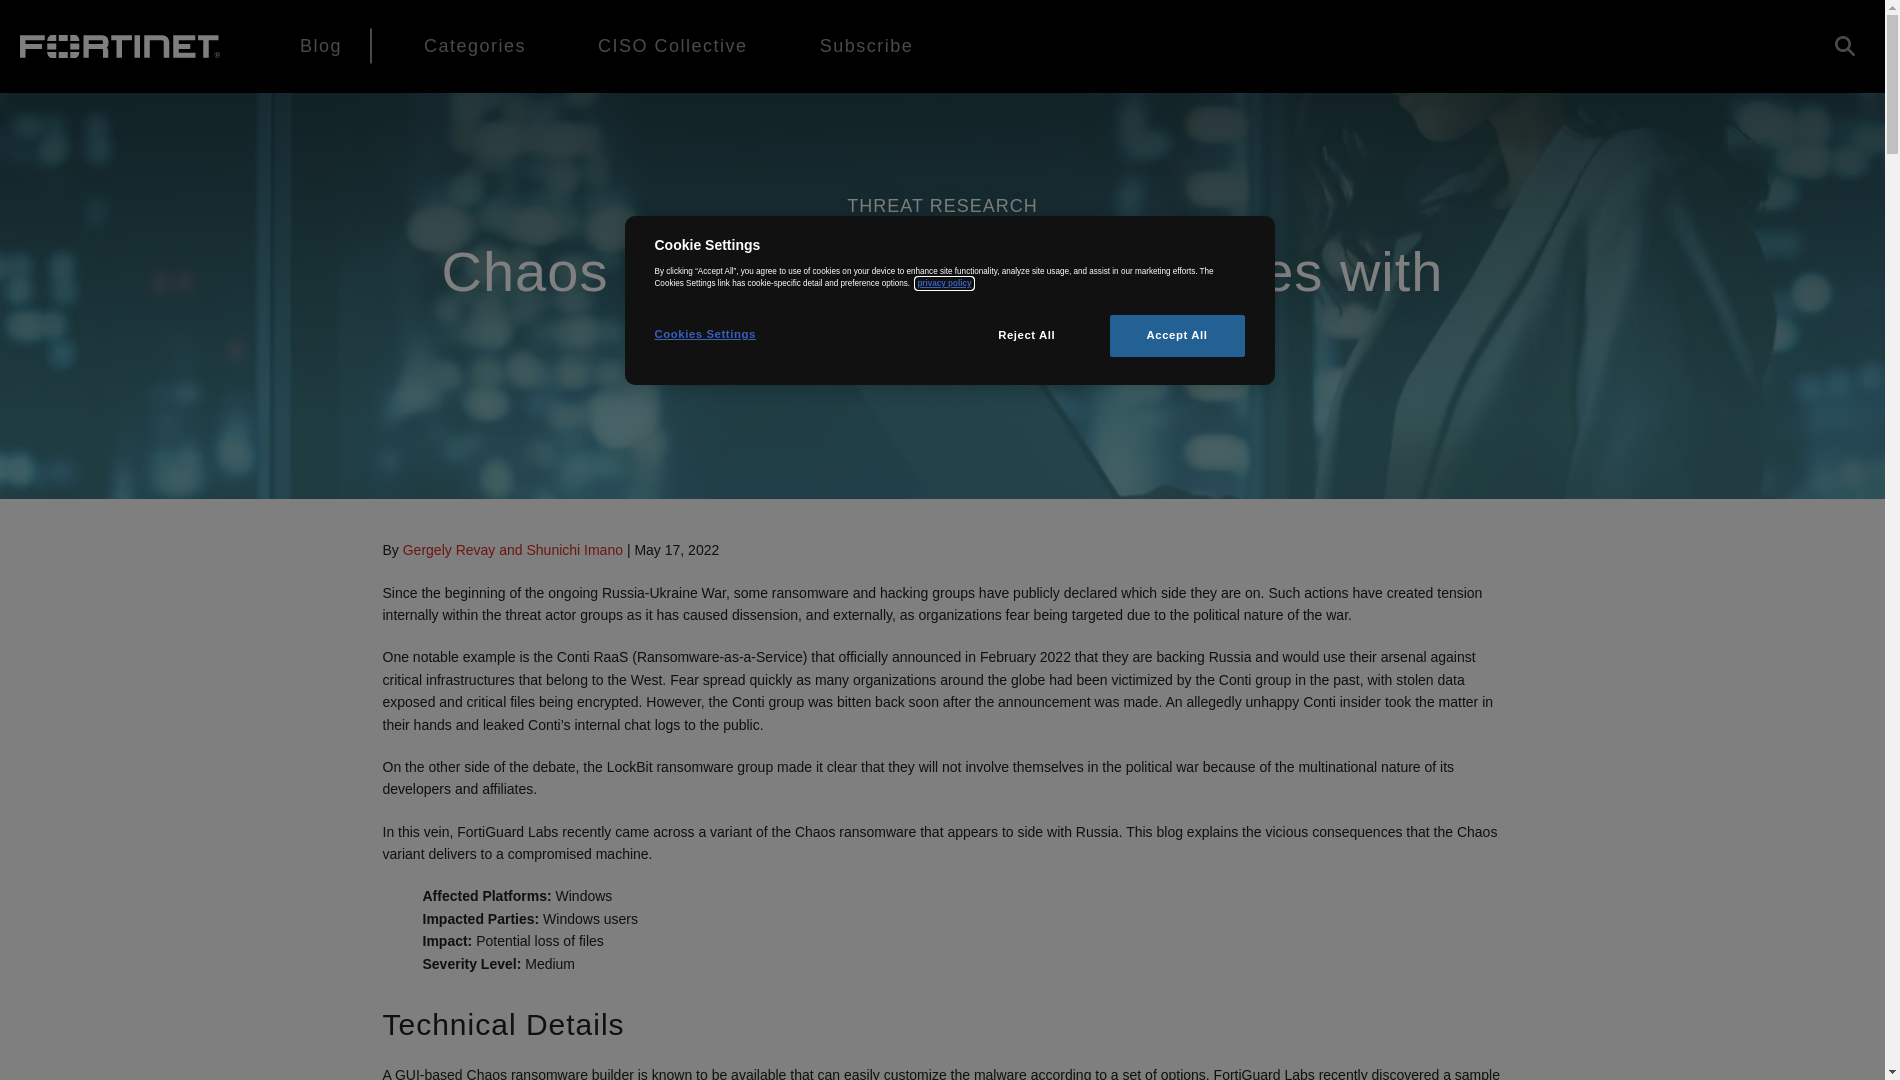 FORTINET
Blog
Categories
CISO Collective
Subscribe
THREAT RESEARCH
Chaos
with
Cookie Settings
By clicking “Accept All”, you agree to use of cookies on your device to enhance site functionality, analyze site usage, and assist in our marketing efforts. The
Cookies Settings link has cookie-specific detail and preference options. privacy policy
Cookies Settings
Reject All
Accept All
By Gergely Revay and Shunichi Imano | May 17, 2022
Since the beginning of the ongoing Russia-Ukraine War, some ransomware and hacking groups have publicly declared which side they are on. Such actions have created tension
internally within the threat actor groups as it has caused dissension, and externally, as organizations fear being targeted due to the political nature of the war.
One notable example is the Conti RaaS (Ransomware-as-a-Service) that officially announced in February 2022 that they are backing Russia and would use their arsenal against
critical infrastructures that belong to the West. Fear spread quickly as many organizations around the globe had been victimized by the Conti group in the past, with stolen data
exposed and critical files being encrypted. However, the Conti group was bitten back soon after the announcement was made. An allegedly unhappy Conti insider took the matter in
their hands and leaked Conti’s internal chat logs to the public.
On the other side of the debate, the LockBit ransomware group made it clear that they will not involve themselves in the political war because of the multinational nature of its
developers and affiliates.
In this vein, FortiGuard Labs recently came across a variant of the Chaos ransomware that appears to side with Russia. This blog explains the vicious consequences that the Chaos
variant delivers to a compromised machine.
Affected Platforms: Windows
Impacted Parties: Windows users
Impact: Potential loss of files
Severity Level: Medium
Technical Details
A GUI-based Chaos ransomware builder is known to be available that can easily customize the malware according to a set of options. FortiGuard Labs recently discovered a sample